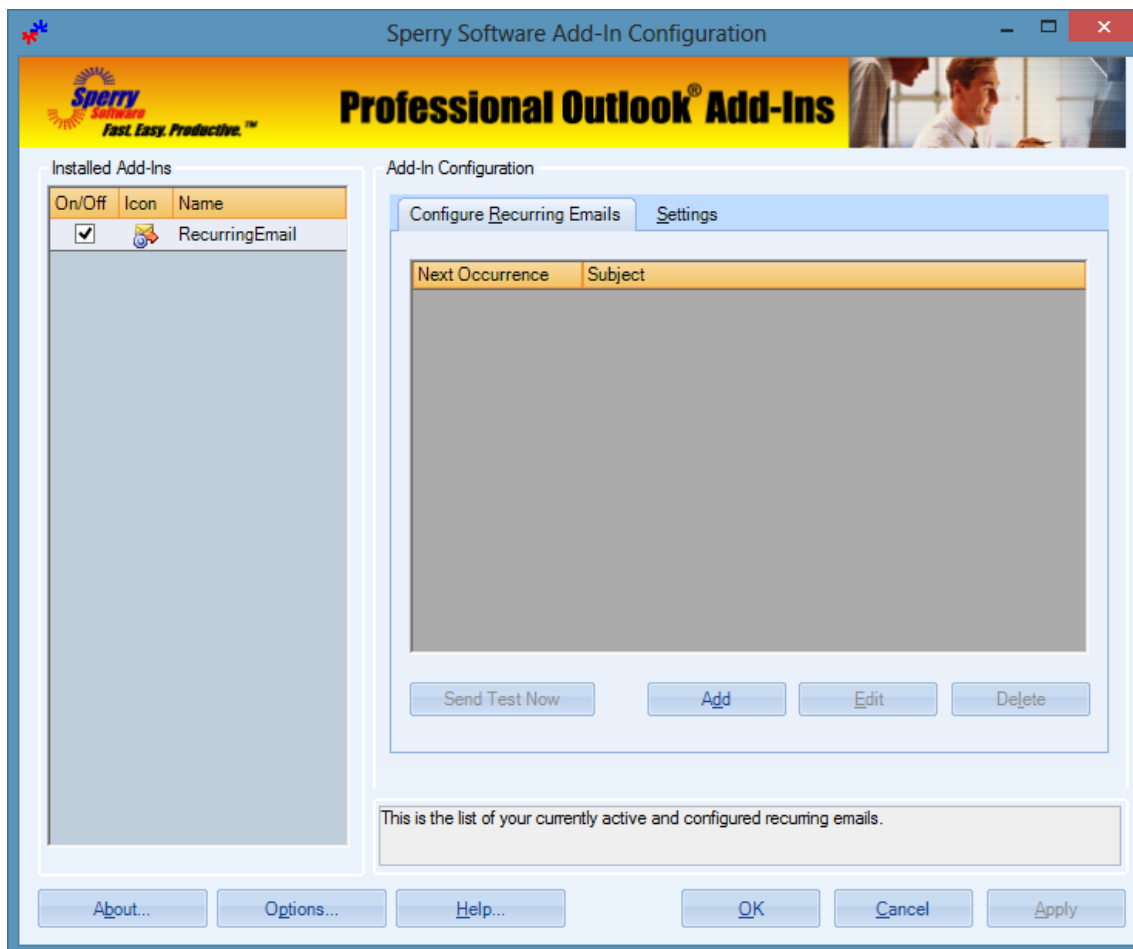 Sperry Software Add-In Configuration
Sperry
Software
Fast. Easy. Productive.™
Professional Outlook® Add-Ins
Installed Add-Ins
On/Off Icon Name
RecurringEmail
Add-In Configuration
Configure Recurring Emails Settings
Next Occurrence Subject
Send Test Now Add Edit Delete
This is the list of your currently active and configured recurring emails.
About... Options... Help... OK Cancel Apply